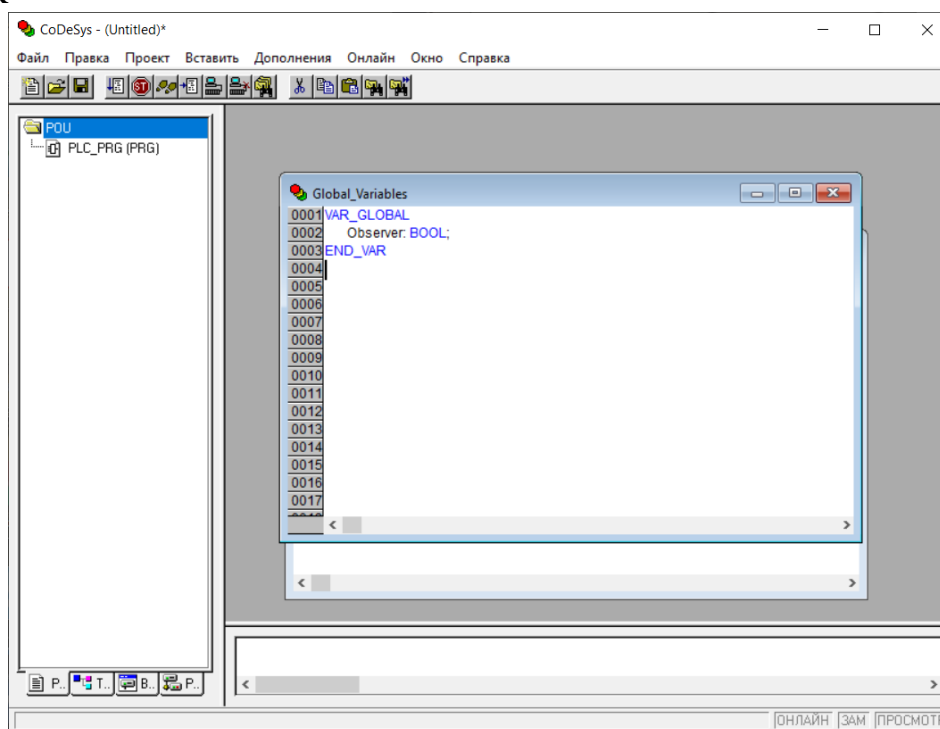 CoDeSys - (Untitled)*
Файл Правка Проект Вставить Дополнения Онлайн Окно Справка
POU
PLC_PRG (PRG)
Global_Variables
0001 VAR_GLOBAL
0002 Observer: BOOL;
0003 END_VAR
0004
0005
0006
0007
0008
0009
0010
0011
0012
0013
0014
0015
0016
0017
P.. T.. B.. P..
ОНЛАЙН ЗАМ